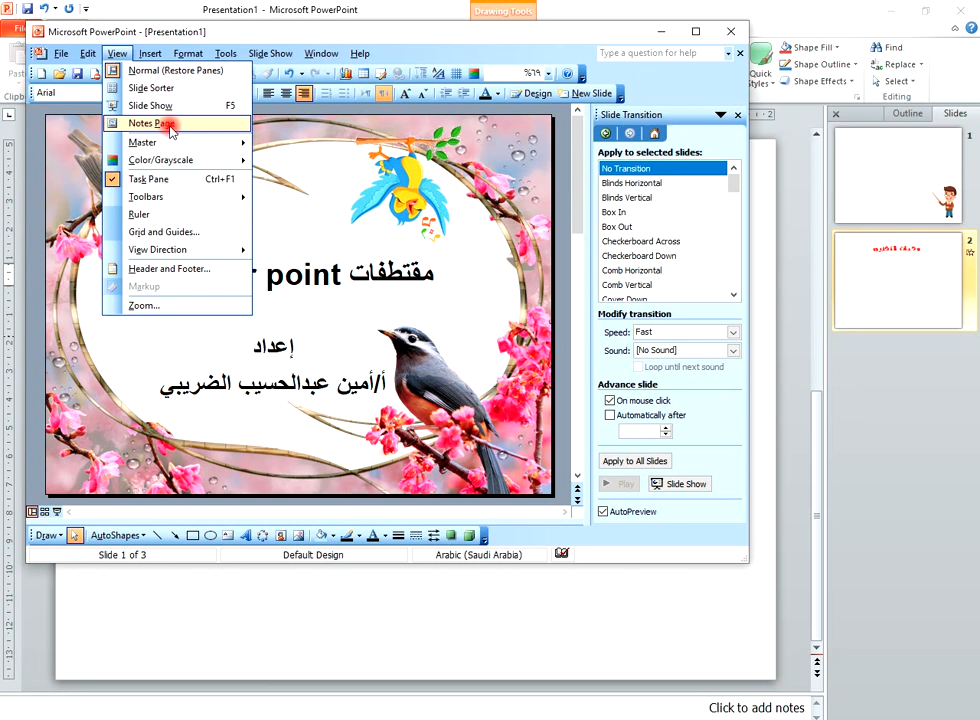 Presentation1 - Microsoft PowerPoint
Drawing Tools
Microsoft PowerPoint - [Presentation1]
File Edit View Insert Format Tools Slide Show Window Help
Type a question for help
Normal (Restore Panes)
Slide Sorter
Slide Show F5
Notes Page
Master
Color/Grayscale
Task Pane Ctrl+F1
Toolbars
Ruler
Grid and Guides...
View Direction
Header and Footer...
Markup
Zoom...
Arial
%٦٩
Design
New Slide
مقتطفات point
إعداد
أ/أمين عبدالحسيب الضريبي
Slide Transition
Apply to selected slides:
No Transition
Blinds Horizontal
Blinds Vertical
Box In
Box Out
Checkerboard Across
Checkerboard Down
Comb Horizontal
Comb Vertical
Cover Down
Modify transition
Speed: Fast
Sound: [No Sound]
Loop until next sound
Advance slide
On mouse click
Automatically after
Apply to All Slides
Play
Slide Show
AutoPreview
Draw
AutoShapes
Slide 1 of 3
Default Design
Arabic (Saudi Arabia)
Shape Fill
Shape Outline
Shape Effects
Quick
Styles
Find
Replace
Select
Editing
Outline
Slides
1
2
Click to add notes